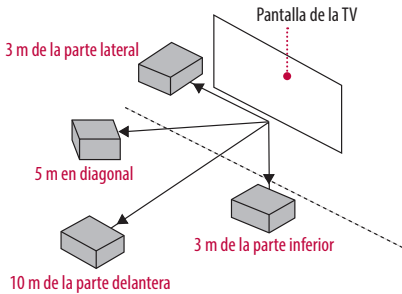 Pantalla de la TV
3 m de la parte lateral
5 m en diagonal
3 m de la parte inferior
10 m de la parte delantera